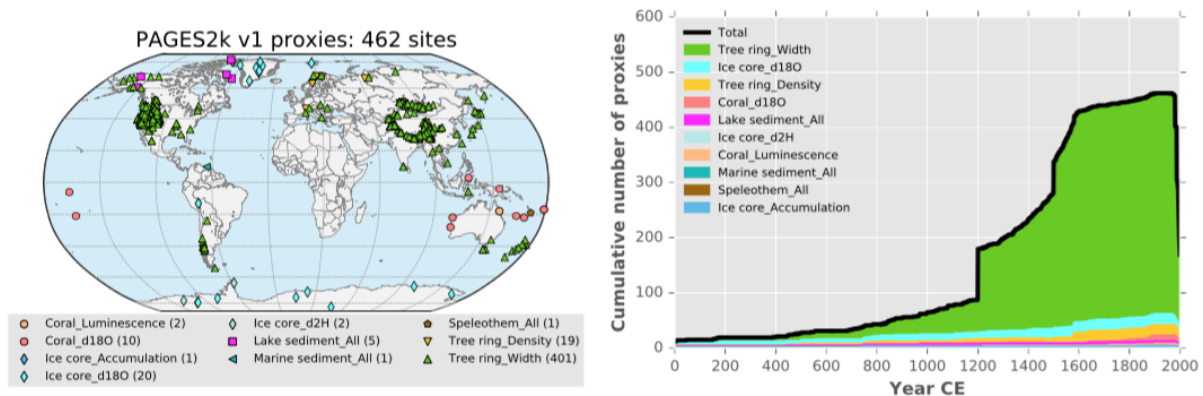 PAGES2k v1 proxies: 462 sites
Coral_Luminescence (2)
Coral_d18O (10)
Ice core_Accumulation (1)
Ice core_d18O (20)
Ice core_d2H (2)
Lake sediment_All (5)
Marine sediment_All (1)
Speleothem_All (1)
Tree ring_Density (19)
Tree ring_Width (401)
Cumulative number of proxies
600
500
400
300
200
100
0
Total
Tree ring_Width
Ice core_d18O
Tree ring_Density
Coral_d18O
Lake sediment_All
Ice core_d2H
Coral_Luminescence
Marine sediment_All
Speleothem_All
Ice core_Accumulation
0 200 400 600 800 1000 1200 1400 1600 1800 2000
Year CE